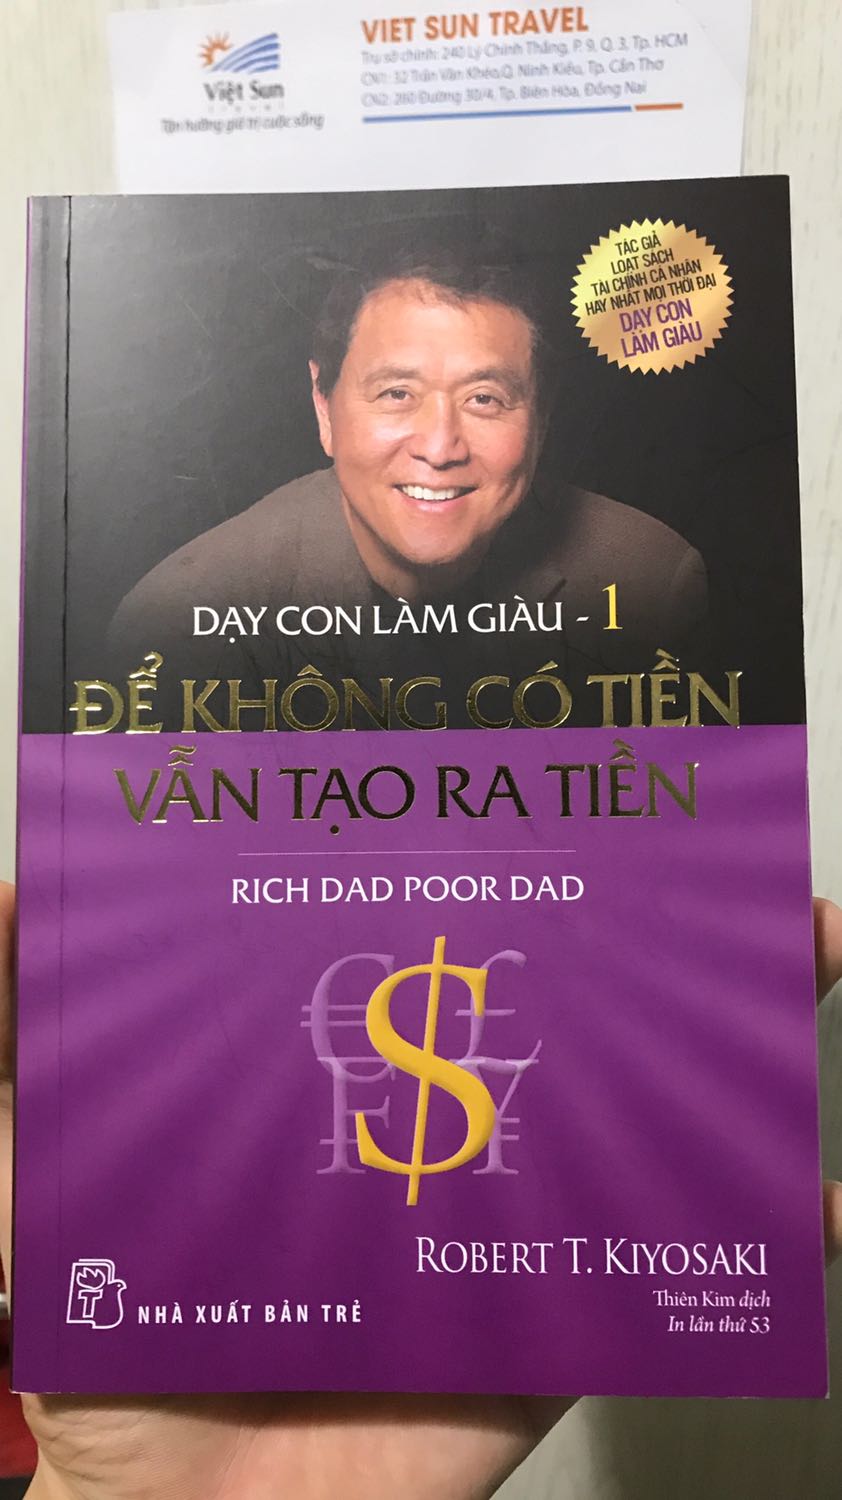 VIET SUN TRAVEL
Trụ sở chính: 240 Lý Chính Thắng, P. 9, Q. 3, Tp. HCM
CN1: 32 Trần Văn Khéo, Q. Ninh Kiều, Tp. Cần Thơ
CN2: 260 Đường 30/4, Tp. Biên Hòa, Đồng Nai
Việt Sun
TRAVEL
Tận hưởng giá trị cuộc sống
TÁC GIẢ
LOẠT SÁCH
TÀI CHÍNH CÁ NHÂN
HAY NHẤT MỌI THỜI ĐẠI
DẠY CON
LÀM GIÀU
DẠY CON LÀM GIÀU - 1
ĐỂ KHÔNG CÓ TIỀN
VẪN TẠO RA TIỀN
RICH DAD POOR DAD
€ £
$
F ¥
ROBERT T. KIYOSAKI
Thiên Kim dịch
In lần thứ 53
T
NHÀ XUẤT BẢN TRẺ